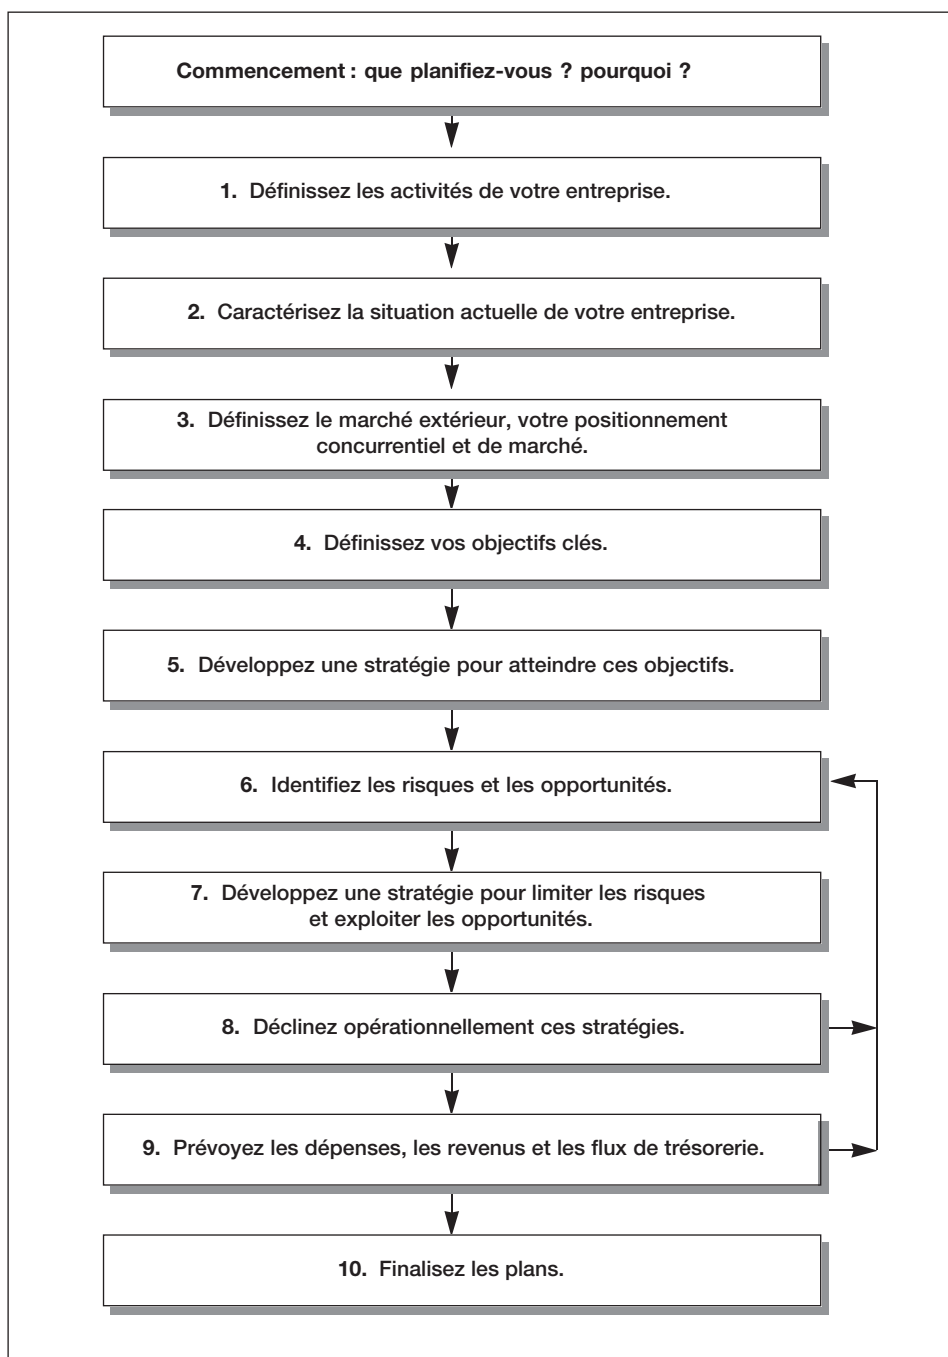 Commencement : que planifiez-vous ? pourquoi ?
1. Définissez les activités de votre entreprise.
2. Caractérisez la situation actuelle de votre entreprise.
3. Définissez le marché extérieur, votre positionnement
concurrentiel et de marché.
4. Définissez vos objectifs clés.
5. Développez une stratégie pour atteindre ces objectifs.
6. Identifiez les risques et les opportunités.
7. Développez une stratégie pour limiter les risques
et exploiter les opportunités.
8. Déclinez opérationnellement ces stratégies.
9. Prévoyez les dépenses, les revenus et les flux de trésorerie.
10. Finalisez les plans.